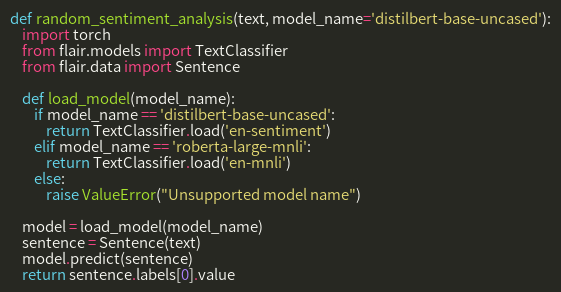 def random_sentiment_analysis(text, model_name='distilbert-base-uncased'):
    import torch
    from flair.models import TextClassifier
    from flair.data import Sentence

    def load_model(model_name):
        if model_name == 'distilbert-base-uncased':
            return TextClassifier.load('en-sentiment')
        elif model_name == 'roberta-large-mnli':
            return TextClassifier.load('en-mnli')
        else:
            raise ValueError("Unsupported model name")

    model = load_model(model_name)
    sentence = Sentence(text)
    model.predict(sentence)
    return sentence.labels[0].value